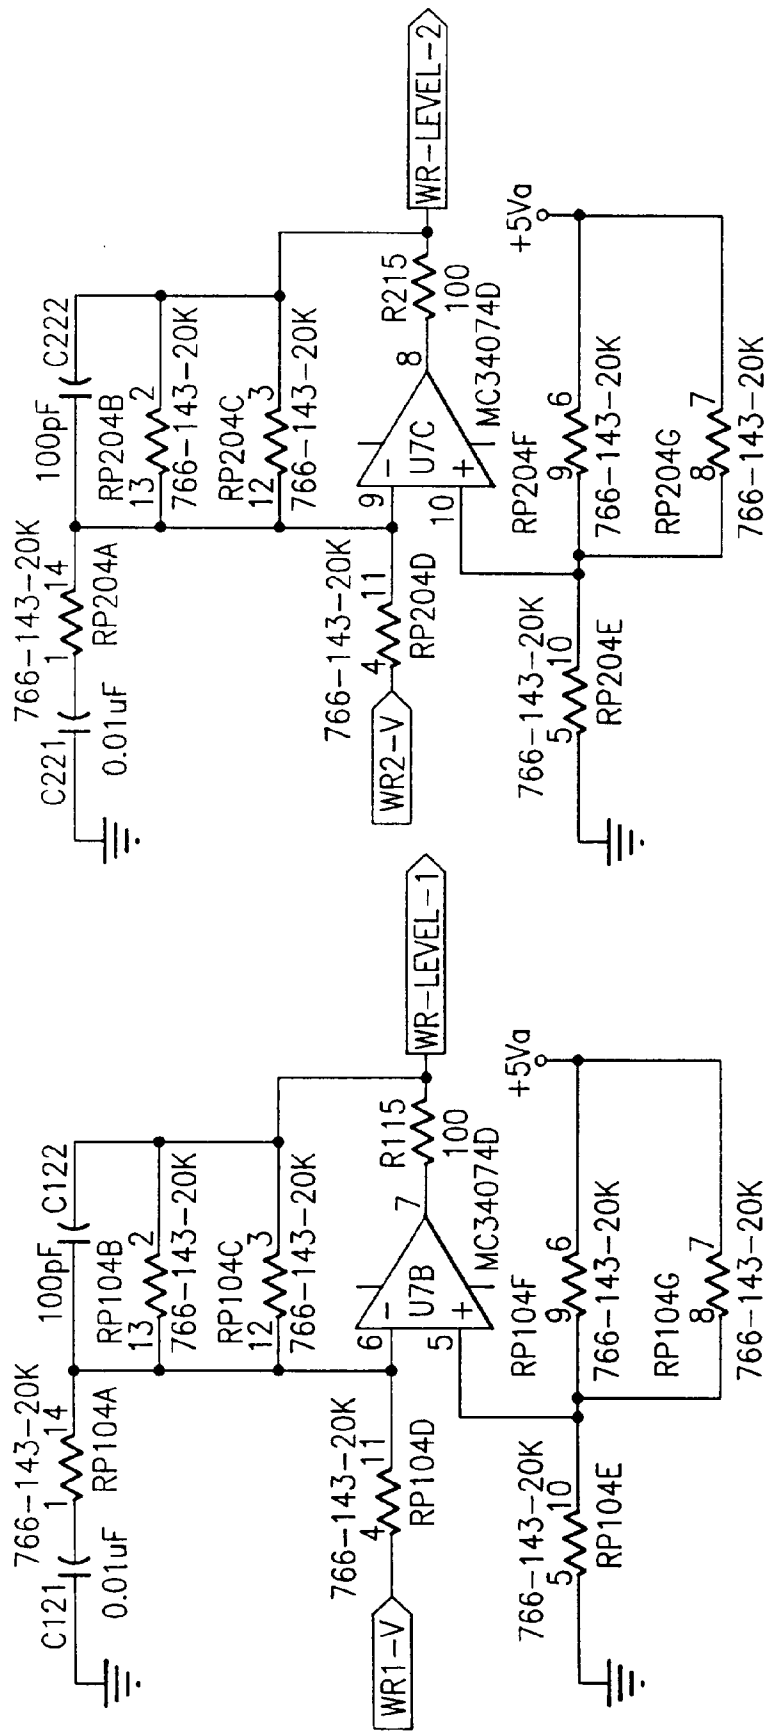 C121
0.01uF
766-143-20K
1
14
RP104A
100pF
C122
RP104B
13
2
766-143-20K
RP104C
12
3
766-143-20K
WR1-V
766-143-20K
4
11
RP104D
6
5
-
+
U7B
7
MC34074D
R115
100
WR-LEVEL-1
766-143-20K
5
10
RP104E
RP104F
9
6
766-143-20K
RP104G
8
7
766-143-20K
+5Va
C221
0.01uF
766-143-20K
1
14
RP204A
100pF
C222
RP204B
13
2
766-143-20K
RP204C
12
3
766-143-20K
WR2-V
766-143-20K
4
11
RP204D
9
10
-
+
U7C
8
MC34074D
R215
100
WR-LEVEL-2
766-143-20K
5
10
RP204E
RP204F
9
6
766-143-20K
RP204G
8
7
766-143-20K
+5Va